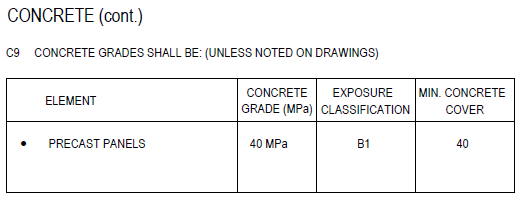 CONCRETE (cont.)
C9 CONCRETE GRADES SHALL BE: (UNLESS NOTED ON DRAWINGS)
ELEMENT
CONCRETE
GRADE (MPa)
EXPOSURE
CLASSIFICATION
MIN. CONCRETE
COVER
• PRECAST PANELS 40 MPa B1 40